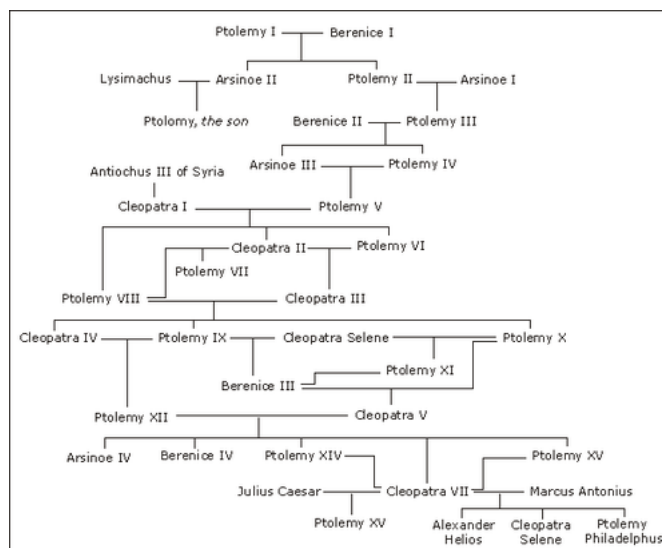 Ptolemy I Berenice I
Lysimachus Arsinoe II Ptolemy II Arsinoe I
Ptolomy, the son Berenice II Ptolemy III
Arsinoe III Ptolemy IV
Antiochus III of Syria
Cleopatra I Ptolemy V
Cleopatra II Ptolemy VI
Ptolemy VII
Ptolemy VIII Cleopatra III
Cleopatra IV Ptolemy IX Cleopatra Selene Ptolemy X
Ptolemy XI
Berenice III
Ptolemy XII Cleopatra V
Arsinoe IV Berenice IV Ptolemy XIV Ptolemy XV
Julius Caesar Cleopatra VII Marcus Antonius
Ptolemy XV
Alexander Cleopatra Ptolemy
Helios Selene Philadelphus